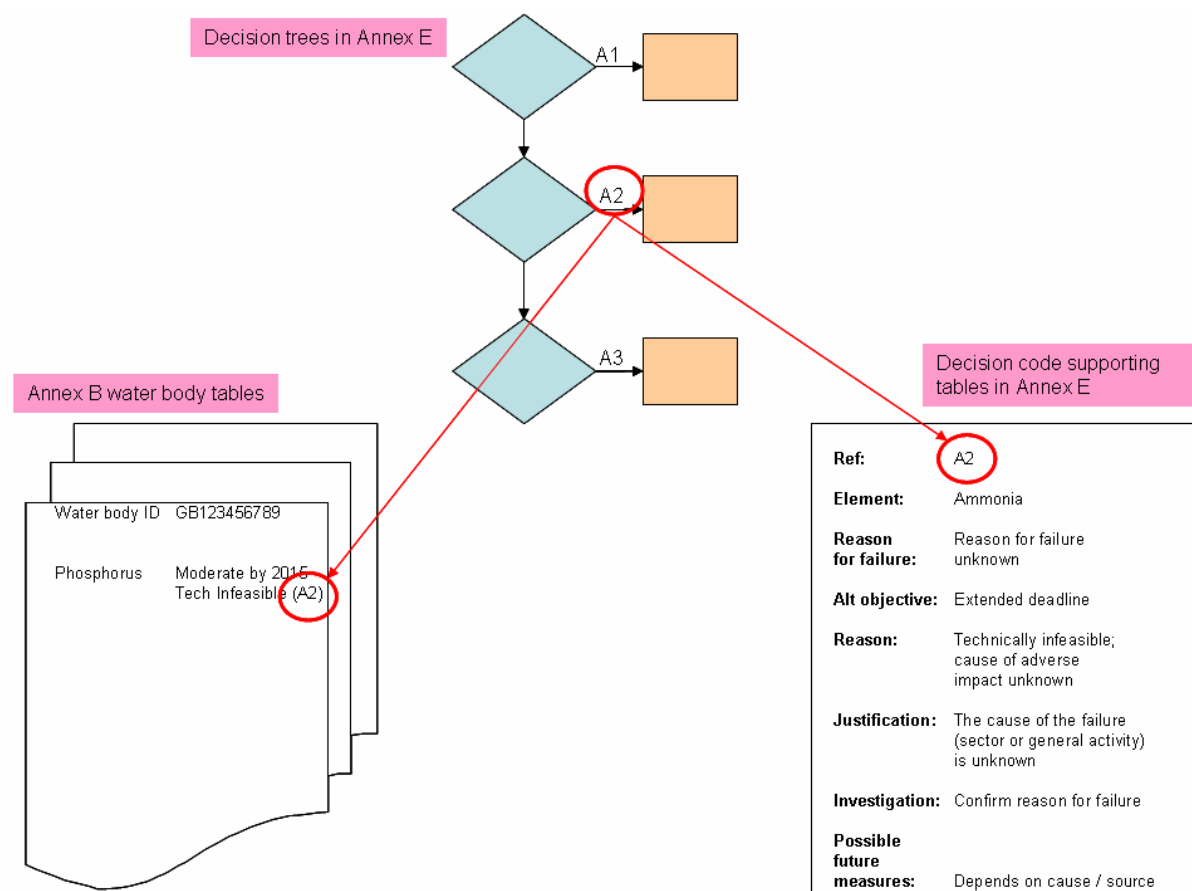 Decision trees in Annex E
A1
A2
A3
Annex B water body tables
Water body ID GB123456789
Phosphorus Moderate by 2015
Tech Infeasible (A2)
Decision code supporting
tables in Annex E
Ref: A2
Element: Ammonia
Reason Reason for failure
for failure: unknown
Alt objective: Extended deadline
Reason: Technically infeasible;
cause of adverse
impact unknown
Justification: The cause of the failure
(sector or general activity)
is unknown
Investigation: Confirm reason for failure
Possible
future
measures: Depends on cause / source